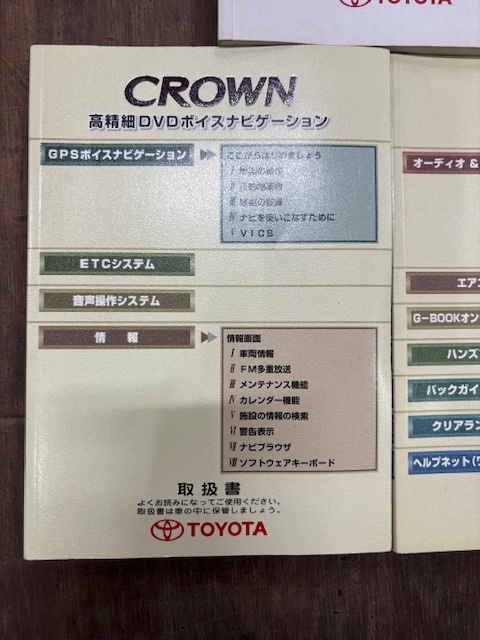 TOYOTA
CROWN
高精細DVDボイスナビゲーション
GPSボイスナビゲーション
ここからはじめましょう
I 基本の操作
II 目的地案内
III 地点の登録
IV ナビを使いこなすために
V VICS
ETCシステム
音声操作システム
情 報
情報画面
I 車両情報
II FM多重放送
III メンテナンス機能
IV カレンダー機能
V 施設の情報の検索
VI 警告表示
VII ナビブラウザ
VIII ソフトウェアキーボード
取扱書
よくお読みになってご使用ください。
取扱書は車の中に保管しましょう。
TOYOTA
オーディオ &
エア
G-BOOKオン
ハンズ
バックガイ
クリアラン
ヘルプネット(